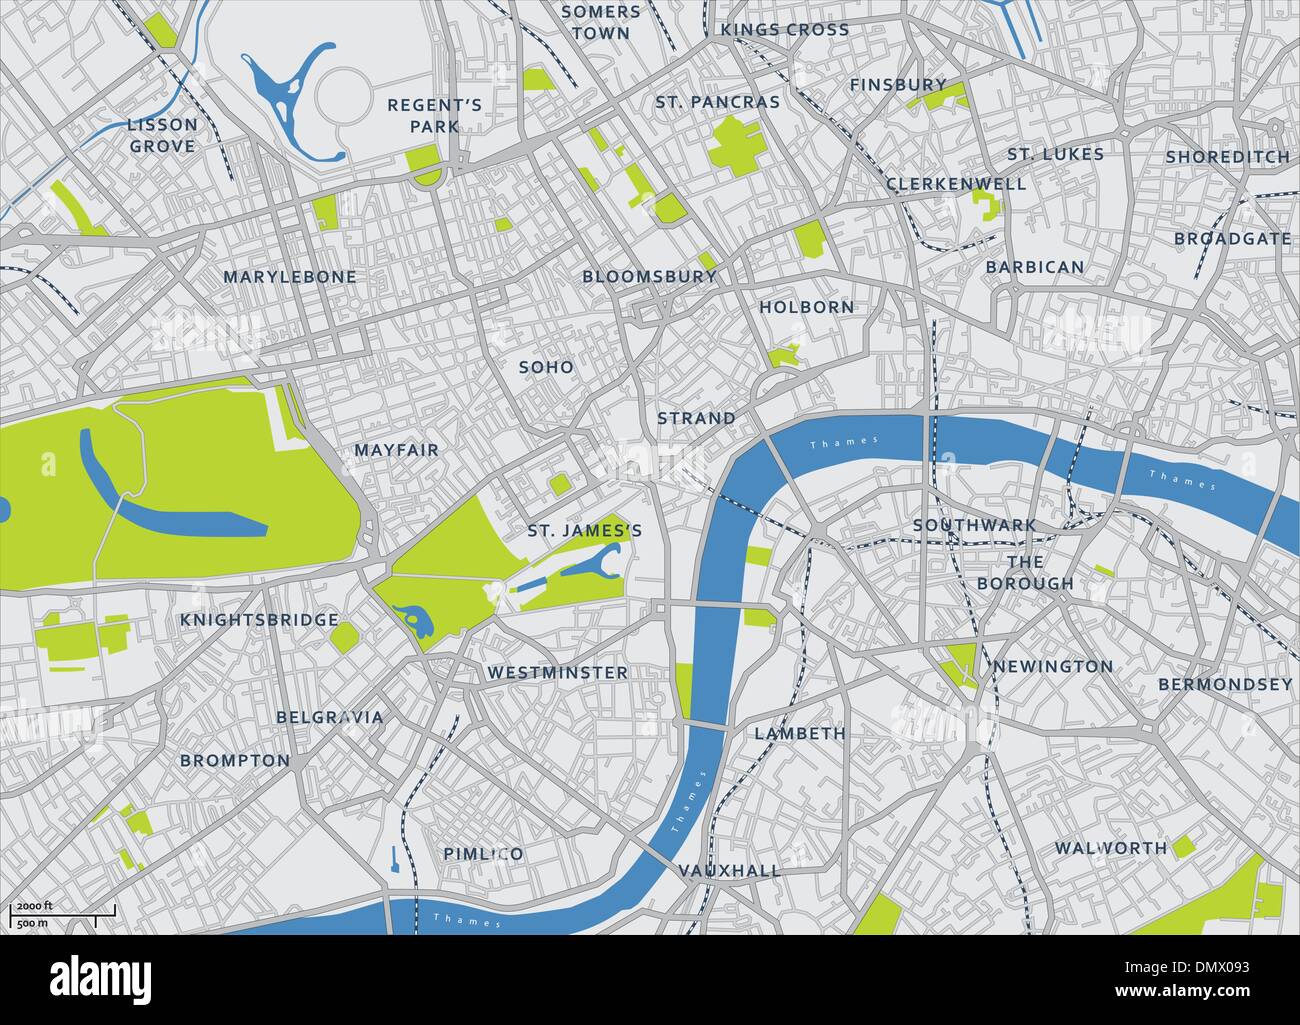 SOMERS
TOWN
KINGS CROSS
FINSBURY
REGENT'S
PARK
ST. PANCRAS
LISSON
GROVE
ST. LUKES
SHOREDITCH
CLERKENWELL
BROADGATE
MARYLEBONE
BLOOMSBURY
BARBICAN
HOLBORN
SOHO
STRAND
MAYFAIR
Thames
Thames
ST. JAMES'S
SOUTHWARK
THE
BOROUGH
KNIGHTSBRIDGE
WESTMINSTER
NEWINGTON
BERMONDSEY
BELGRAVIA
LAMBETH
BROMPTON
Thames
PIMLICO
WALWORTH
VAUXHALL
2000 ft
500 m
Thames
alamy
Image ID: DMX093
www.alamy.com